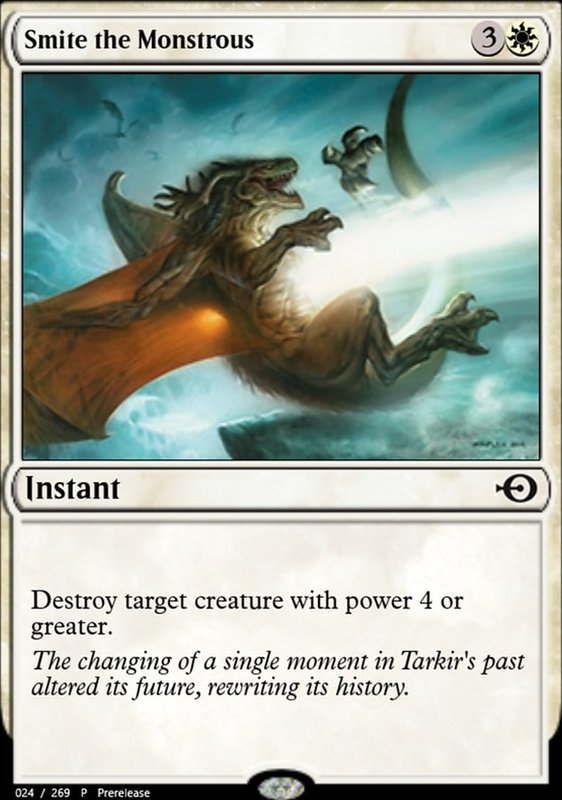 Smite the Monstrous
3
Instant
Destroy target creature with power 4 or
greater.
The changing of a single moment in Tarkir's past
altered its future, rewriting its history.
024 / 269 P Prerelease